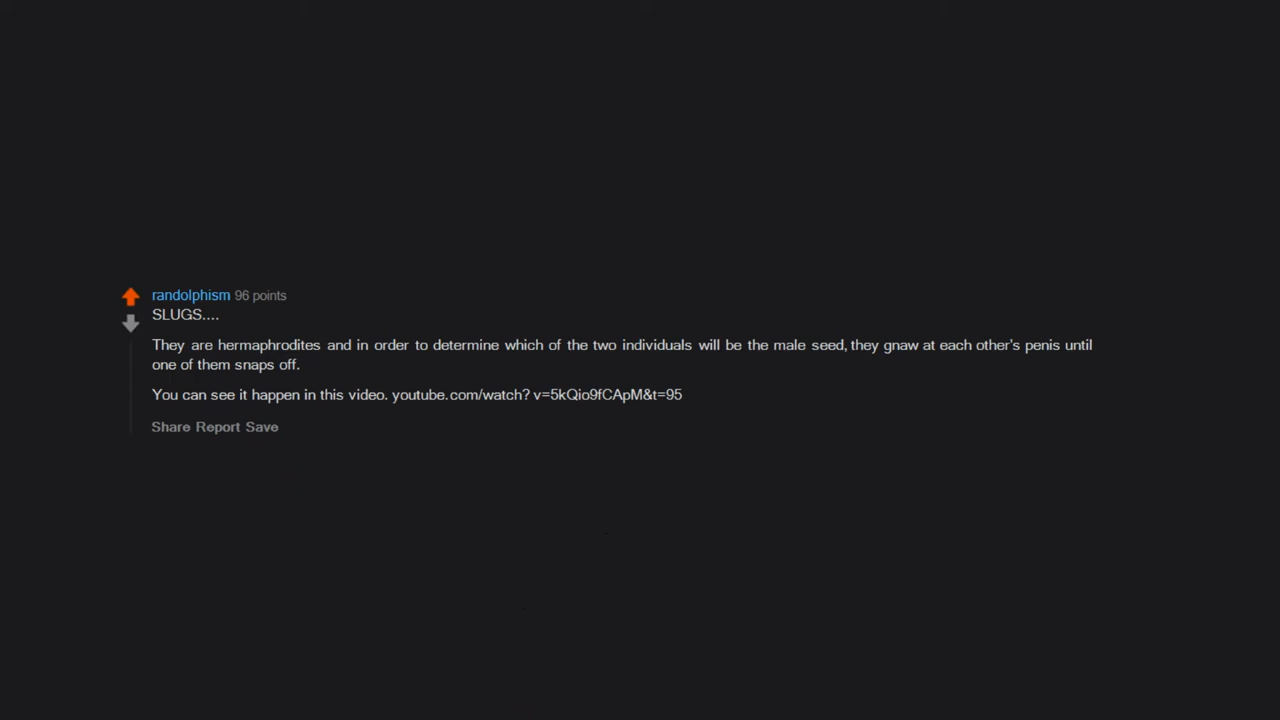 randolphism 96 points
SLUGS....
They are hermaphrodites and in order to determine which of the two individuals will be the male seed, they gnaw at each other's penis until
one of them snaps off.
You can see it happen in this video. youtube.com/watch? v=5kQio9fCApM&t=95
Share Report Save